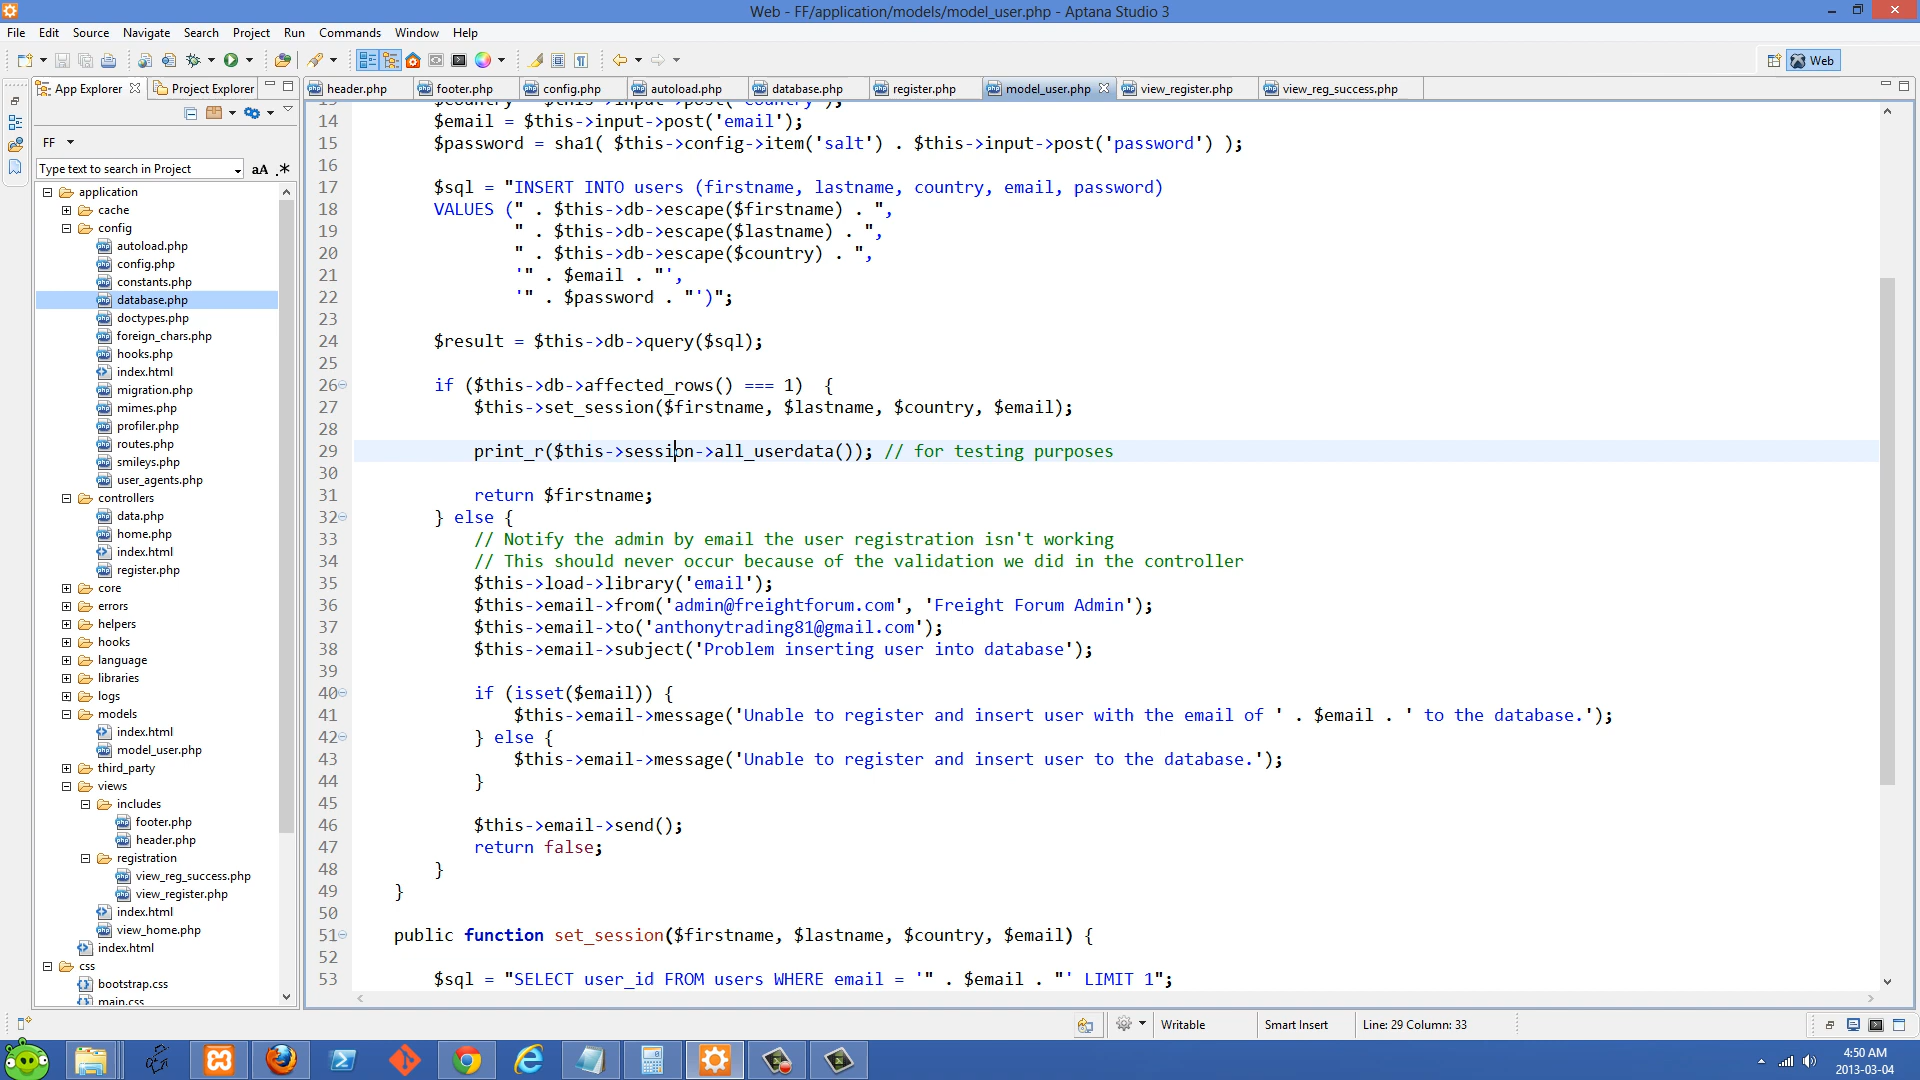 Web - FF/application/models/model_user.php - Aptana Studio 3
File Edit Source Navigate Search Project Run Commands Window Help
Web
App Explorer Project Explorer
header.php footer.php config.php autoload.php database.php register.php model_user.php view_register.php view_reg_success.php
FF
Type text to search in Project aA .*
application
cache
config
autoload.php
config.php
constants.php
database.php
doctypes.php
foreign_chars.php
hooks.php
index.html
migration.php
mimes.php
profiler.php
routes.php
smileys.php
user_agents.php
controllers
data.php
home.php
index.html
register.php
core
errors
helpers
hooks
language
libraries
logs
models
index.html
model_user.php
third_party
views
includes
footer.php
header.php
registration
view_reg_success.php
view_register.php
index.html
view_home.php
index.html
css
bootstrap.css
main.css
13 $country = $this->input->post('country');
14 $email = $this->input->post('email');
15 $password = sha1( $this->config->item('salt') . $this->input->post('password') );
16
17 $sql = "INSERT INTO users (firstname, lastname, country, email, password)
18 VALUES (" . $this->db->escape($firstname) . ",
19 " . $this->db->escape($lastname) . ",
20 " . $this->db->escape($country) . ",
21 '" . $email . "',
22 '" . $password . "')";
23
24 $result = $this->db->query($sql);
25
26 if ($this->db->affected_rows() === 1) {
27 $this->set_session($firstname, $lastname, $country, $email);
28
29 print_r($this->session->all_userdata()); // for testing purposes
30
31 return $firstname;
32 } else {
33 // Notify the admin by email the user registration isn't working
34 // This should never occur because of the validation we did in the controller
35 $this->load->library('email');
36 $this->email->from('admin@freightforum.com', 'Freight Forum Admin');
37 $this->email->to('anthonytrading81@gmail.com');
38 $this->email->subject('Problem inserting user into database');
39
40 if (isset($email)) {
41 $this->email->message('Unable to register and insert user with the email of ' . $email . ' to the database.');
42 } else {
43 $this->email->message('Unable to register and insert user to the database.');
44 }
45
46 $this->email->send();
47 return false;
48 }
49 }
50
51 public function set_session($firstname, $lastname, $country, $email) {
52
53 $sql = "SELECT user_id FROM users WHERE email = '" . $email . "' LIMIT 1";
Writable Smart Insert Line: 29 Column: 33
4:50 AM
2013-03-04